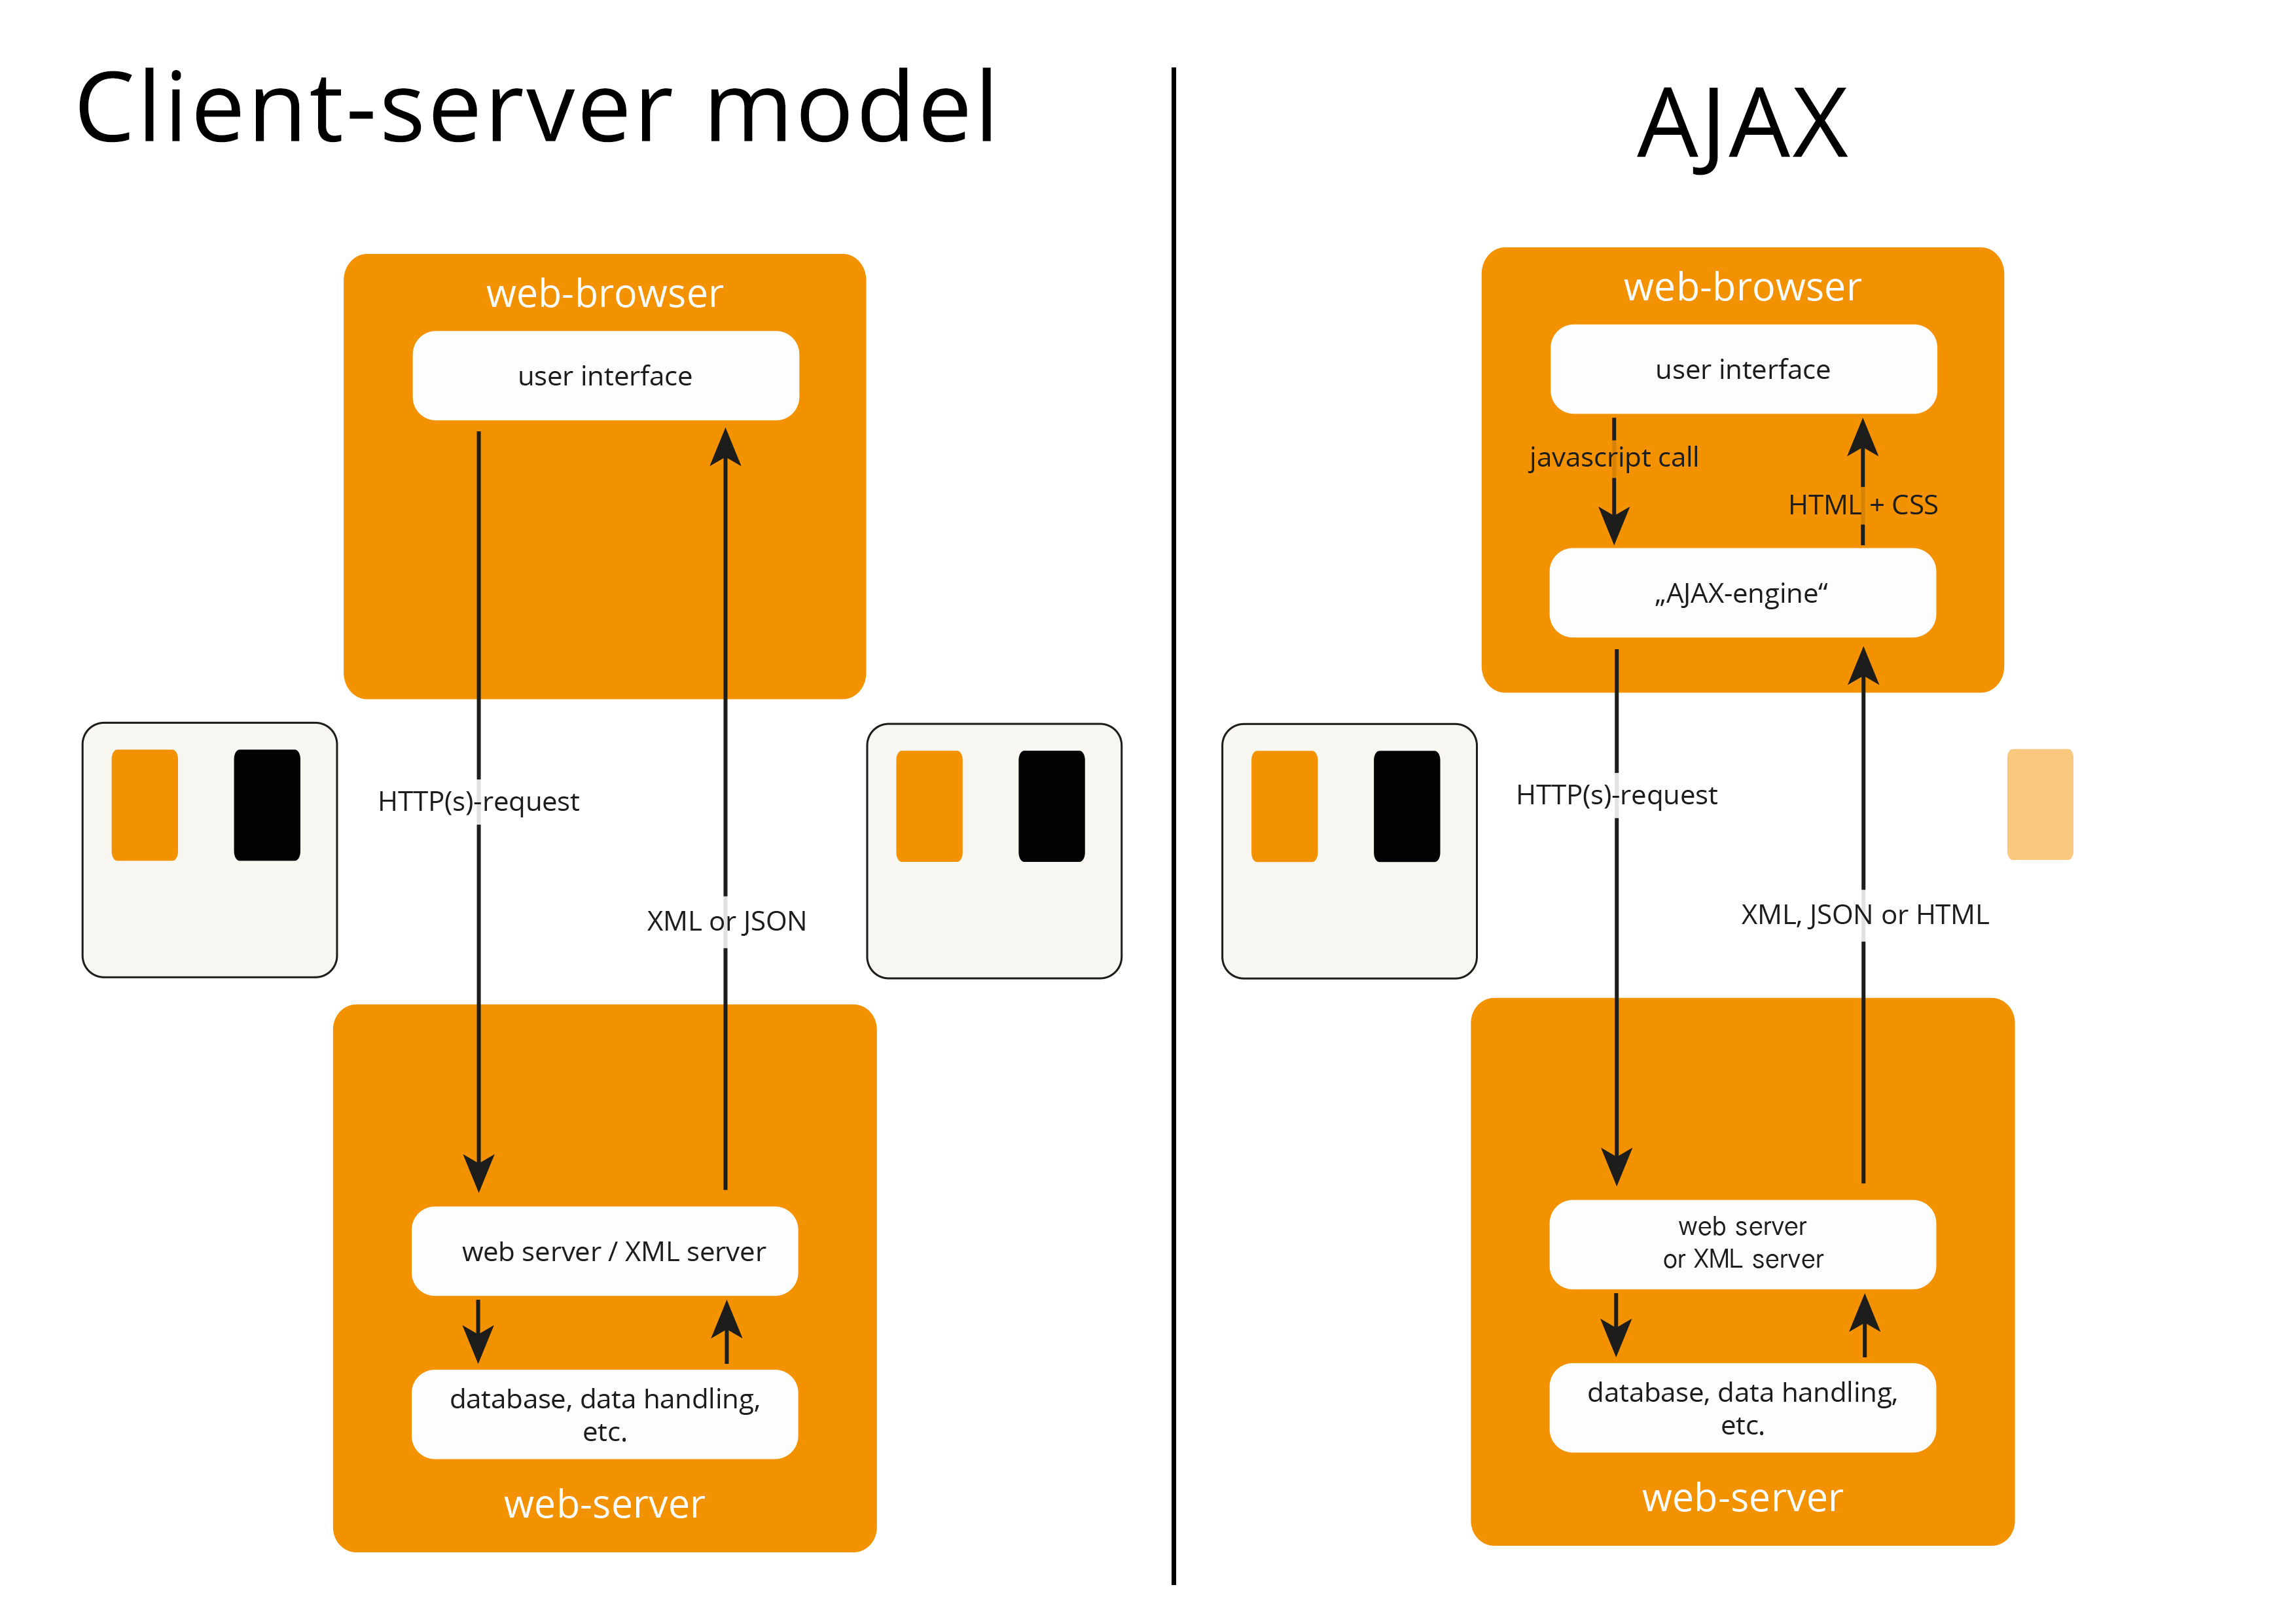 Client-server model
web-browser
user interface
HTTP(s)-request
XML or JSON
web server / XML server
database, data handling,
etc.
web-server
AJAX
web-browser
user interface
javascript call
HTML + CSS
„AJAX-engine“
HTTP(s)-request
XML, JSON or HTML
web server
or XML server
database, data handling,
etc.
web-server